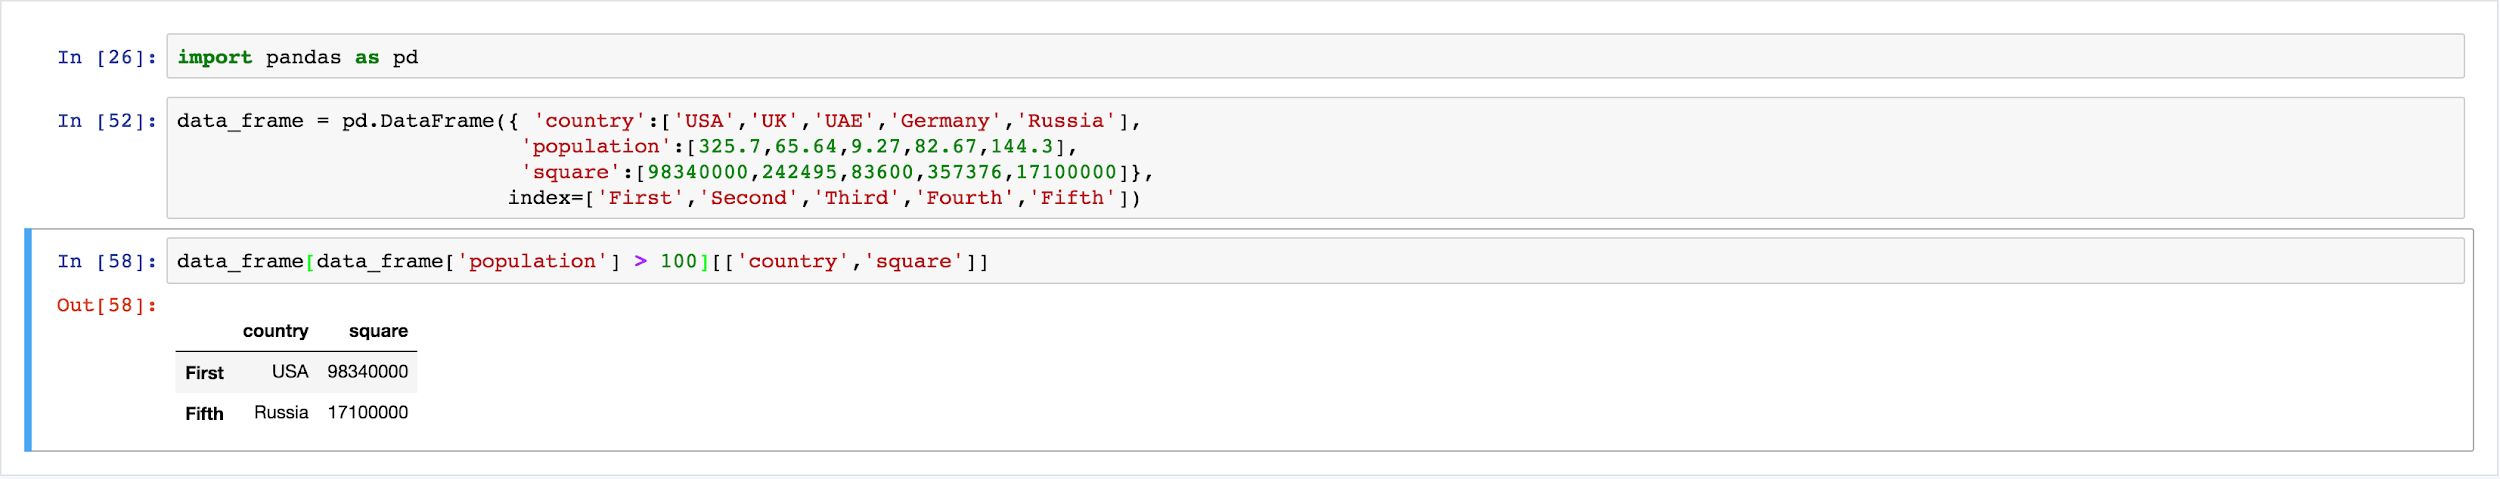 In [26]: import pandas as pd
In [52]: data_frame = pd.DataFrame({ 'country':['USA','UK','UAE','Germany','Russia'],
'population':[325.7,65.64,9.27,82.67,144.3],
'square':[98340000,242495,83600,357376,17100000]},
index=['First','Second','Third','Fourth','Fifth'])
In [58]: data_frame[data_frame['population'] > 100][['country','square']]
Out[58]:
country square
First USA 98340000
Fifth Russia 17100000